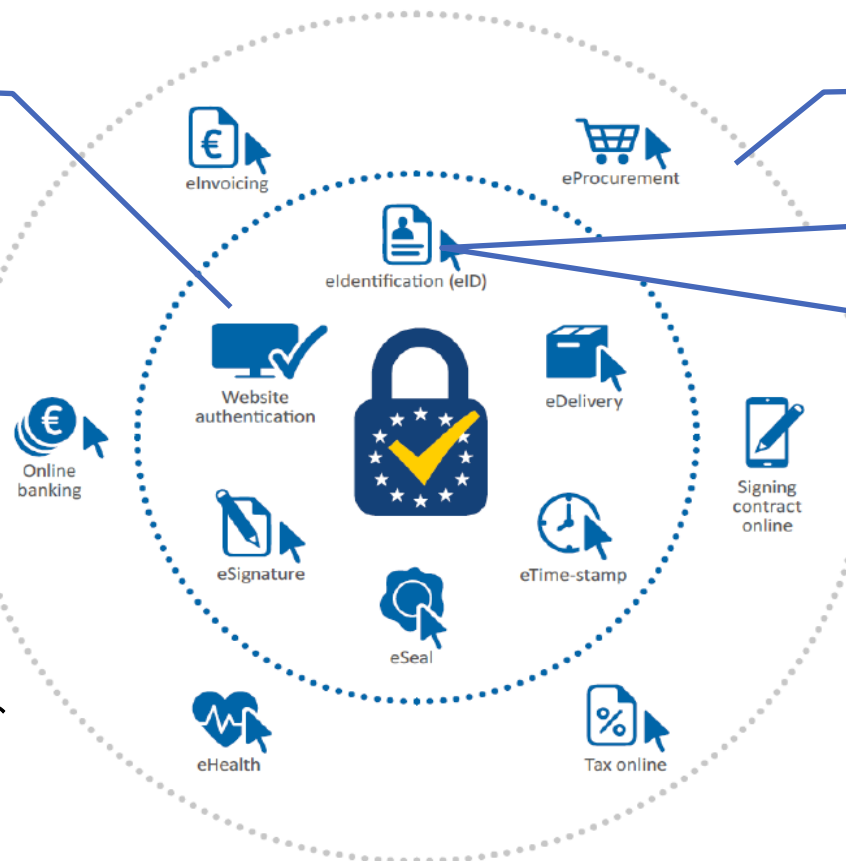 eInvoicing
eProcurement
eIdentification (eID)
Website
authentication
eDelivery
Online
banking
Signing
contract
online
eSignature
eTime-stamp
eSeal
eHealth
Tax online